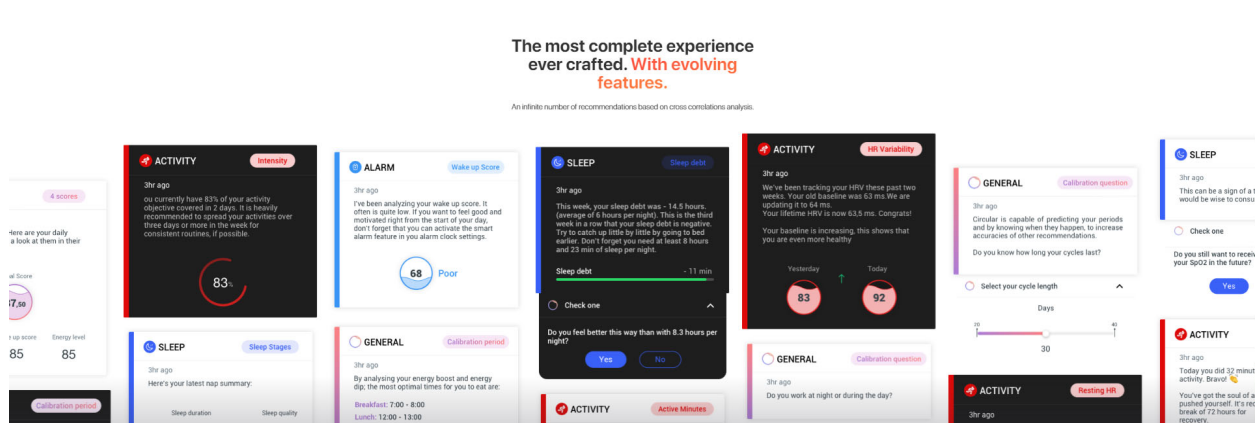 The most complete experience
ever crafted. With evolving
features.
An infinite number of recommendations based on cross correlations analysis.
4 scores
Here are your daily
a look at them in their
Score
7,50
up score
Energy level
85
85
Calibration period
ACTIVITY
Intensity
3hr ago
ou currently have 83% of your activity
objective covered in 2 days. It is heavily
recommended to spread your activities over
three days or more in the week for
consistent routines, if possible.
83%
SLEEP
Sleep Stages
3hr ago
Here's your latest nap summary:
Sleep duration
Sleep quality
ALARM
Wake up Score
3hr ago
I've been analyzing your wake up score. It
often is quite low. If you want to feel good and
motivated right from the start of your day,
don't forget that you can activate the smart
alarm feature in you alarm clock settings.
68
Poor
GENERAL
Calibration period
3hr ago
By analysing your energy boost and energy
dip; the most optimal times for you to eat are:
Breakfast: 7:00 - 8:00
Lunch: 12:00 - 13:00
SLEEP
Sleep debt
3hr ago
This week, your sleep debt was - 14.5 hours.
(average of 6 hours per night). This is the third
week in a row that your sleep debt is negative.
Try to catch up little by little by going to bed
earlier. Don't forget you need at least 8 hours
and 23 min of sleep per night.
Sleep debt
- 11 min
Check one
Do you feel better this way than with 8.3 hours per
night?
Yes
No
ACTIVITY
Active Minutes
ACTIVITY
HR Variability
3hr ago
We've been tracking your HRV these past two
weeks. Your old baseline was 63 ms.We are
updating it to 64 ms.
Your lifetime HRV is now 63,5 ms. Congrats!
Your baseline is increasing, this shows that
you are even more healthy
Yesterday
Today
83
92
GENERAL
Calibration question
3hr ago
Do you work at night or during the day?
GENERAL
Calibration question
3hr ago
Circular is capable of predicting your periods
and by knowing when they happen, to increase
accuracies of other recommendations.
Do you know how long your cycles last?
Select your cycle length
Days
20
40
30
ACTIVITY
Resting HR
3hr ago
SLEEP
3hr ago
This can be a sign of a
would be wise to consu
Check one
Do you still want to receiv
your SpO2 in the future?
Yes
ACTIVITY
3hr ago
Today you did 32 minut
activity. Bravo!
You've got the soul of a
pushed yourself. It's rec
break of 72 hours for
recovery.